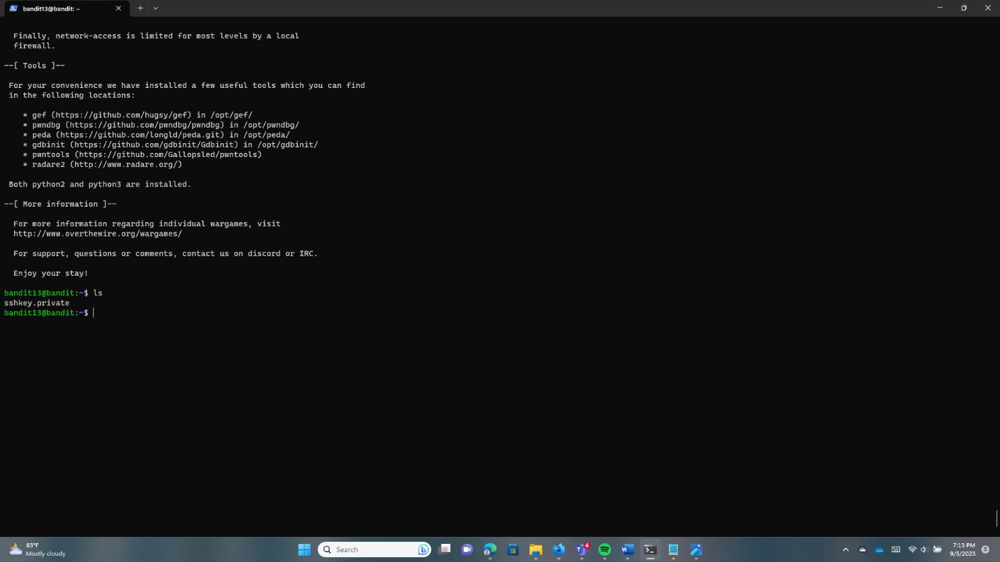 bandit13@bandit: ~
Finally, network-access is limited for most levels by a local
firewall.
--[ Tools ]--
For your convenience we have installed a few useful tools which you can find
in the following locations:
* gef (https://github.com/hugsy/gef) in /opt/gef/
* pwndbg (https://github.com/pwndbg/pwndbg) in /opt/pwndbg/
* peda (https://github.com/longld/peda.git) in /opt/peda/
* gdbinit (https://github.com/gdbinit/Gdbinit) in /opt/gdbinit/
* pwntools (https://github.com/Gallopsled/pwntools)
* radare2 (http://www.radare.org/)
Both python2 and python3 are installed.
--[ More information ]--
For more information regarding individual wargames, visit
http://www.overthewire.org/wargames/
For support, questions or comments, contact us on discord or IRC.
Enjoy your stay!
bandit13@bandit:~$ ls
sshkey.private
bandit13@bandit:~$
83°F
Mostly cloudy
Search
4
7:13 PM
9/5/2023
5